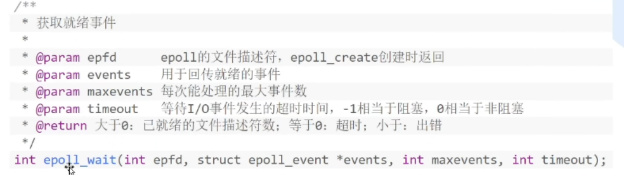 /**
* 获取就绪事件
*
* @param epfd epoll的文件描述符，epoll_create创建时返回
* @param events 用于回传就绪的事件
* @param maxevents 每次能处理的最大事件数
* @param timeout 等待I/O事件发生的超时时间，-1相当于阻塞，0相当于非阻塞
* @return 大于0：已就绪的文件描述符数；等于0：超时；小于：出错
*/
int epoll_wait(int epfd, struct epoll_event *events, int maxevents, int timeout);